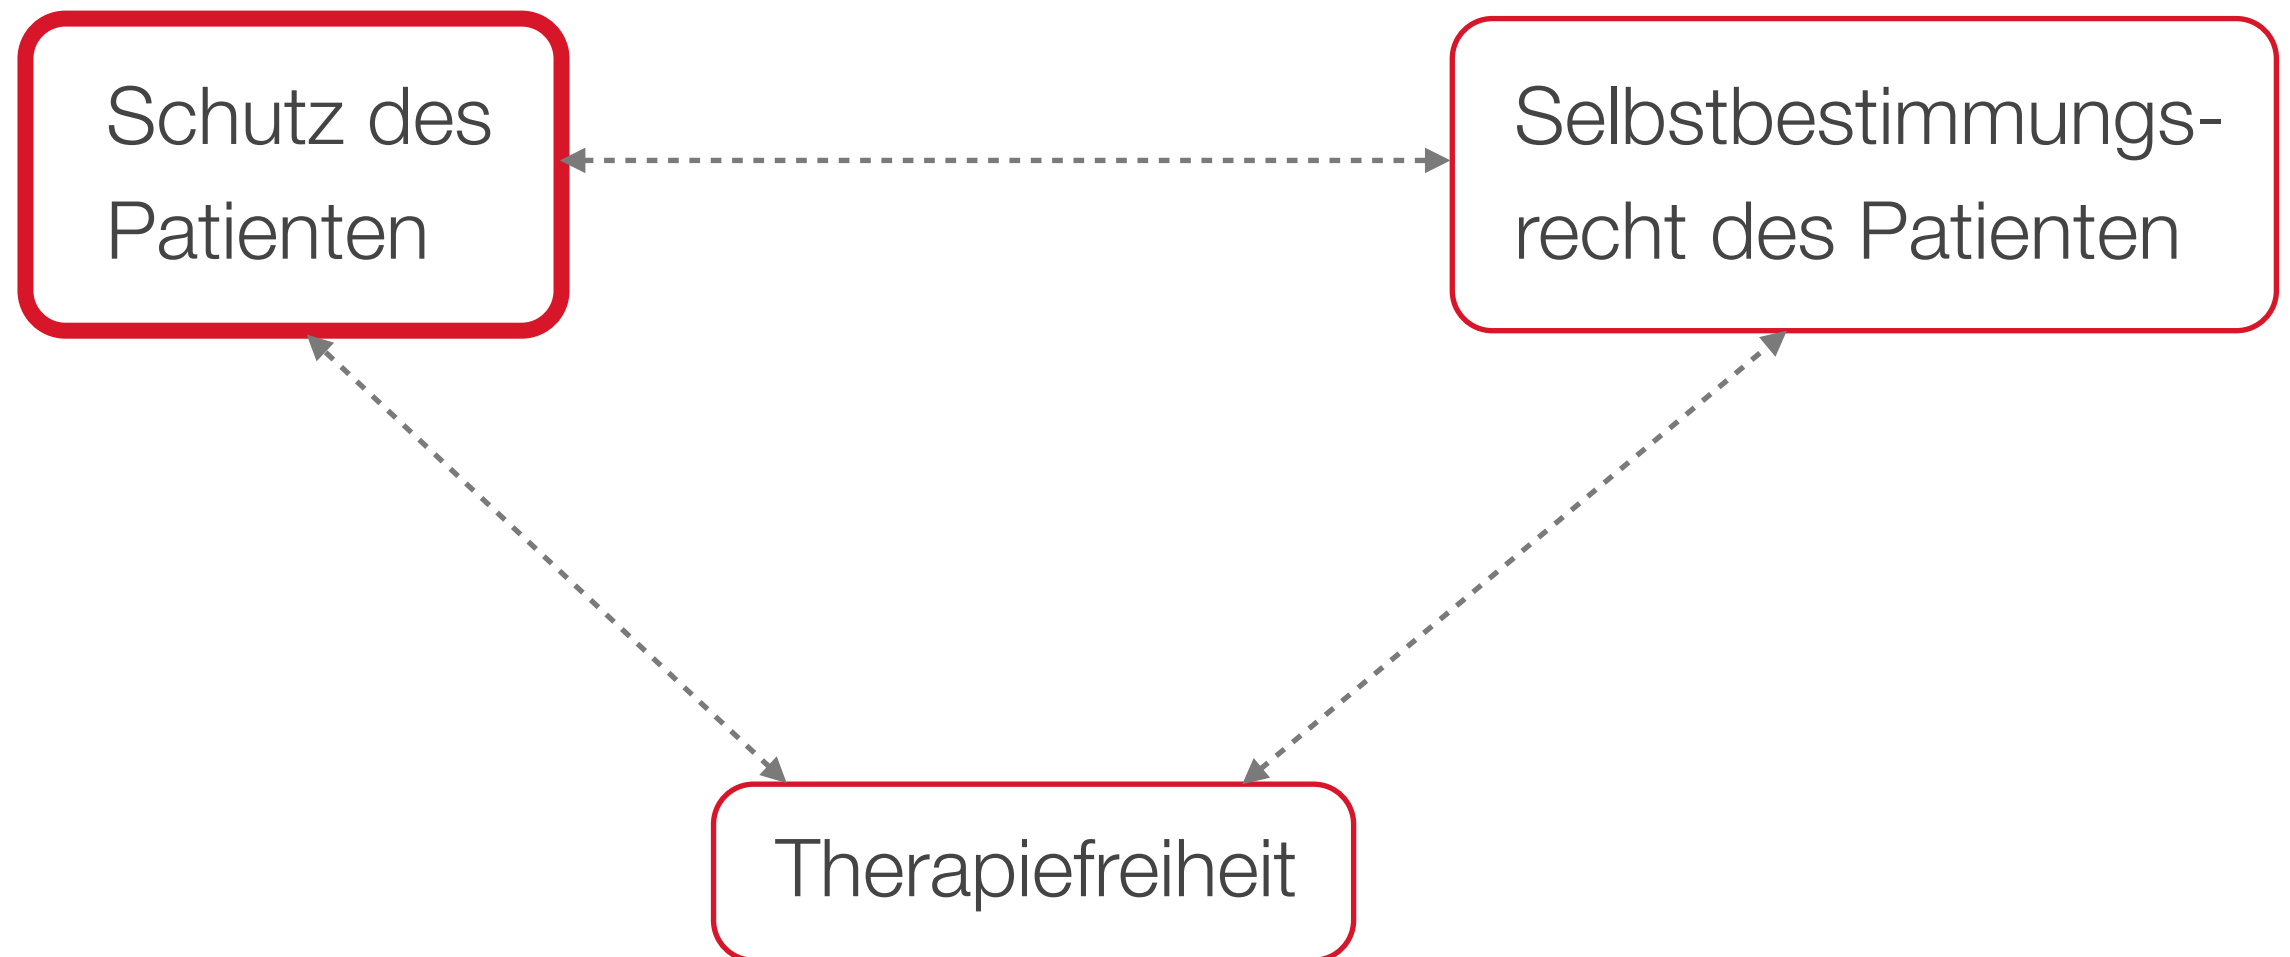 Schutz des
Patienten
Selbstbestimmungs-
recht des Patienten
Therapiefreiheit